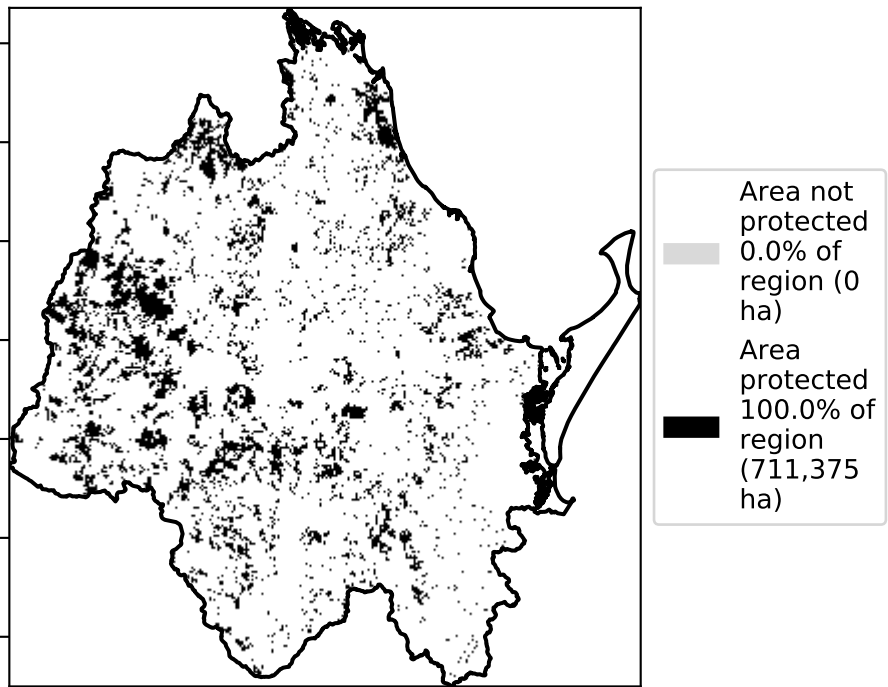 Area not
protected
0.0% of
region (0
ha)
Area
protected
100.0% of
region
(711,375
ha)